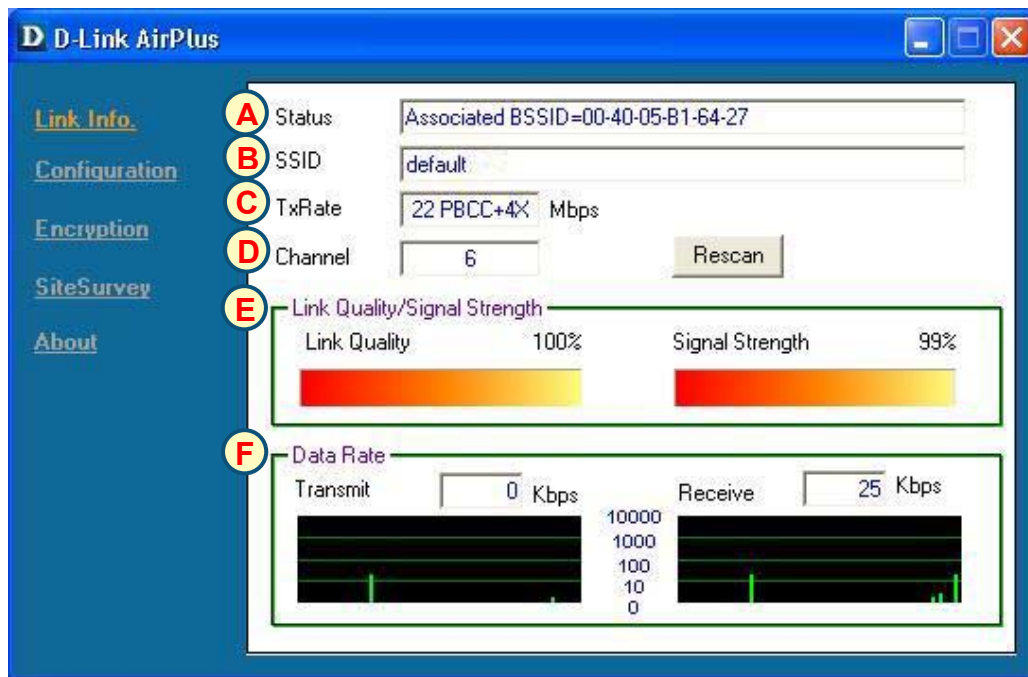 D D-Link AirPlus
Link Info.
Configuration
Encryption
SiteSurvey
About
A Status Associated BSSID=00-40-05-B1-64-27
B SSID default
C TxRate 22 PBCC+4X Mbps
D Channel 6 Rescan
E Link Quality/Signal Strength
Link Quality 100% Signal Strength 99%
F Data Rate
Transmit 0 Kbps Receive 25 Kbps
10000
1000
100
10
0